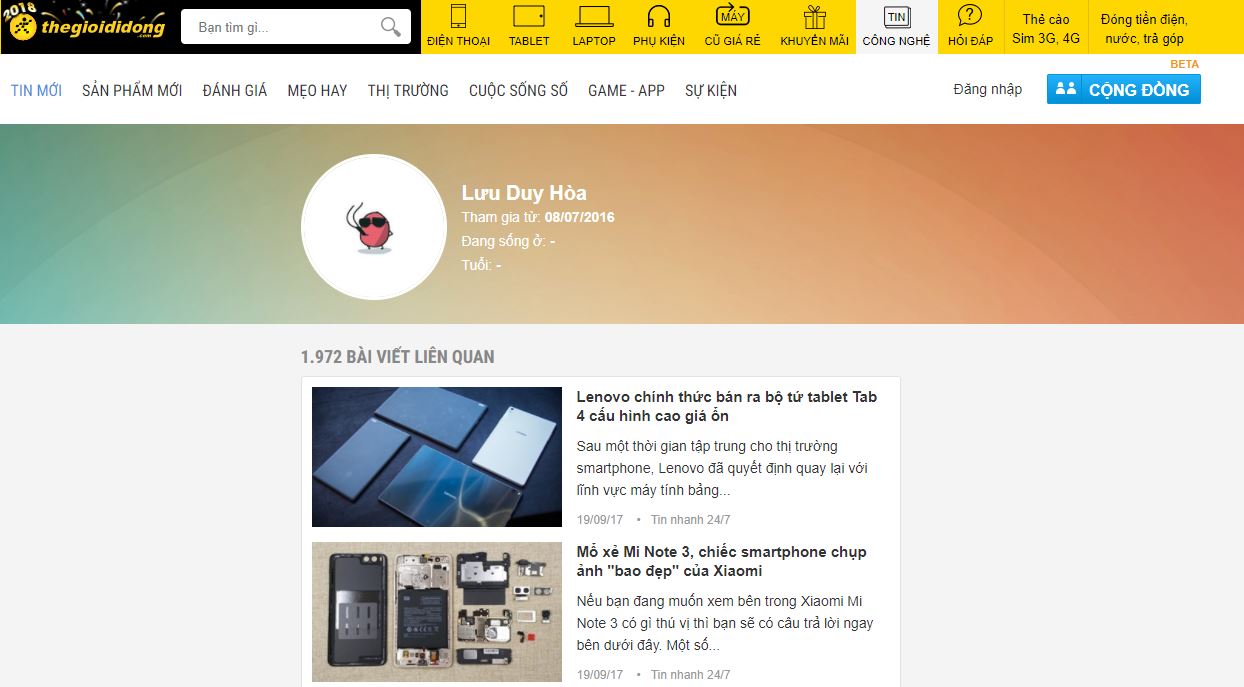 2018
thegioididong
.com
Bạn tìm gì...
ĐIỆN THOẠI
TABLET
LAPTOP
PHỤ KIỆN
MÁY
CŨ GIÁ RẺ
KHUYẾN MÃI
TIN
CÔNG NGHỆ
HỎI ĐÁP
Thẻ cào
Sim 3G, 4G
Đóng tiền điện,
nước, trả góp
BETA
TIN MỚI SẢN PHẨM MỚI ĐÁNH GIÁ MẸO HAY THỊ TRƯỜNG CUỘC SỐNG SỐ GAME - APP SỰ KIỆN
Đăng nhập
CỘNG ĐỒNG
Lưu Duy Hòa
Tham gia từ: 08/07/2016
Đang sống ở: -
Tuổi: -
1.972 BÀI VIẾT LIÊN QUAN
Lenovo chính thức bán ra bộ tứ tablet Tab
4 cấu hình cao giá ổn
Sau một thời gian tập trung cho thị trường
smartphone, Lenovo đã quyết định quay lại với
lĩnh vực máy tính bảng...
19/09/17 • Tin nhanh 24/7
Mổ xẻ Mi Note 3, chiếc smartphone chụp
ảnh "bao đẹp" của Xiaomi
Nếu bạn đang muốn xem bên trong Xiaomi Mi
Note 3 có gì thú vị thì bạn sẽ có câu trả lời ngay
bên dưới đây. Một số...
19/09/17 • Tin nhanh 24/7